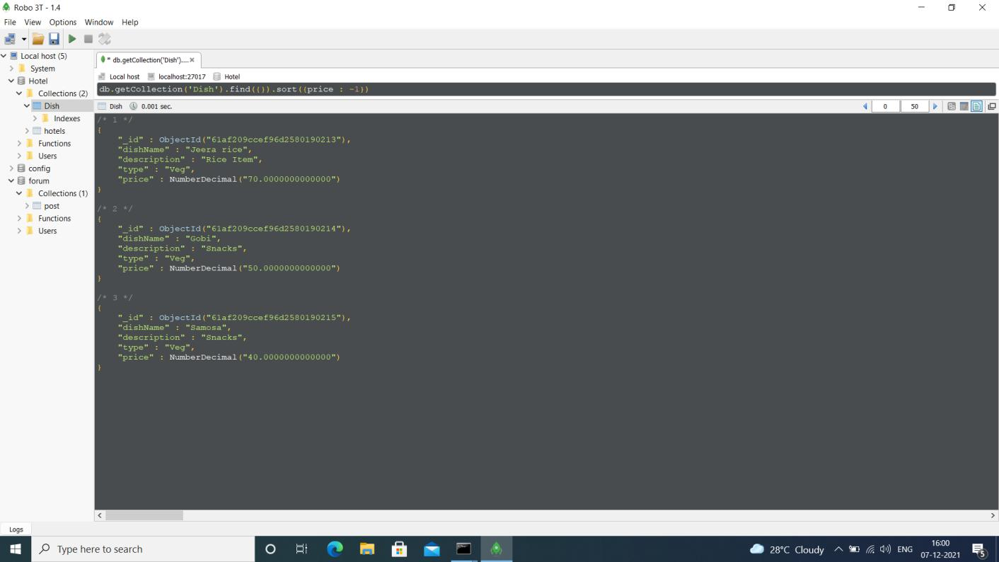 Robo 3T - 1.4
File View Options Window Help
Local host (5)
System
Hotel
Collections (2)
Dish
Indexes
hotels
Functions
Users
config
forum
Collections (1)
post
Functions
Users
* db.getCollection('Dish')....
Local host localhost:27017 Hotel
db.getCollection('Dish').find({}).sort({price : -1})
Dish 0.001 sec. 0 50
/* 1 */
{
"_id" : ObjectId("61af209ccef96d2580190213"),
"dishName" : "Jeera rice",
"description" : "Rice Item",
"type" : "Veg",
"price" : NumberDecimal("70.0000000000000")
}
/* 2 */
{
"_id" : ObjectId("61af209ccef96d2580190214"),
"dishName" : "Gobi",
"description" : "Snacks",
"type" : "Veg",
"price" : NumberDecimal("50.0000000000000")
}
/* 3 */
{
"_id" : ObjectId("61af209ccef96d2580190215"),
"dishName" : "Samosa",
"description" : "Snacks",
"type" : "Veg",
"price" : NumberDecimal("40.0000000000000")
}
Logs
Type here to search
28°C Cloudy
ENG
16:00
07-12-2021
5